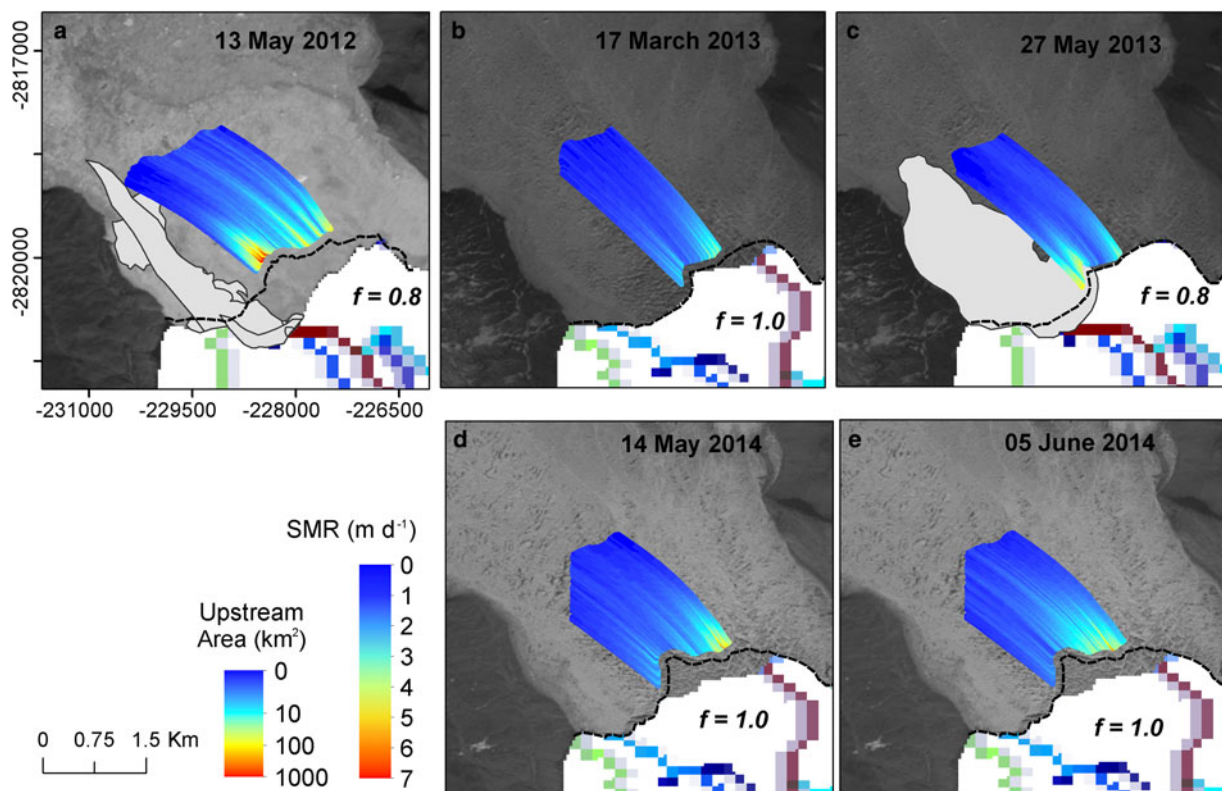 a
13 May 2012
b
17 March 2013
c
27 May 2013
-2817000
-2820000
f = 0.8
f = 1.0
f = 0.8
-231000
-229500
-228000
-226500
d
14 May 2014
e
05 June 2014
f = 1.0
f = 1.0
SMR (m d⁻¹)
0
1
2
3
4
5
6
7
Upstream
Area (km²)
0
10
100
1000
0 0.75 1.5 Km